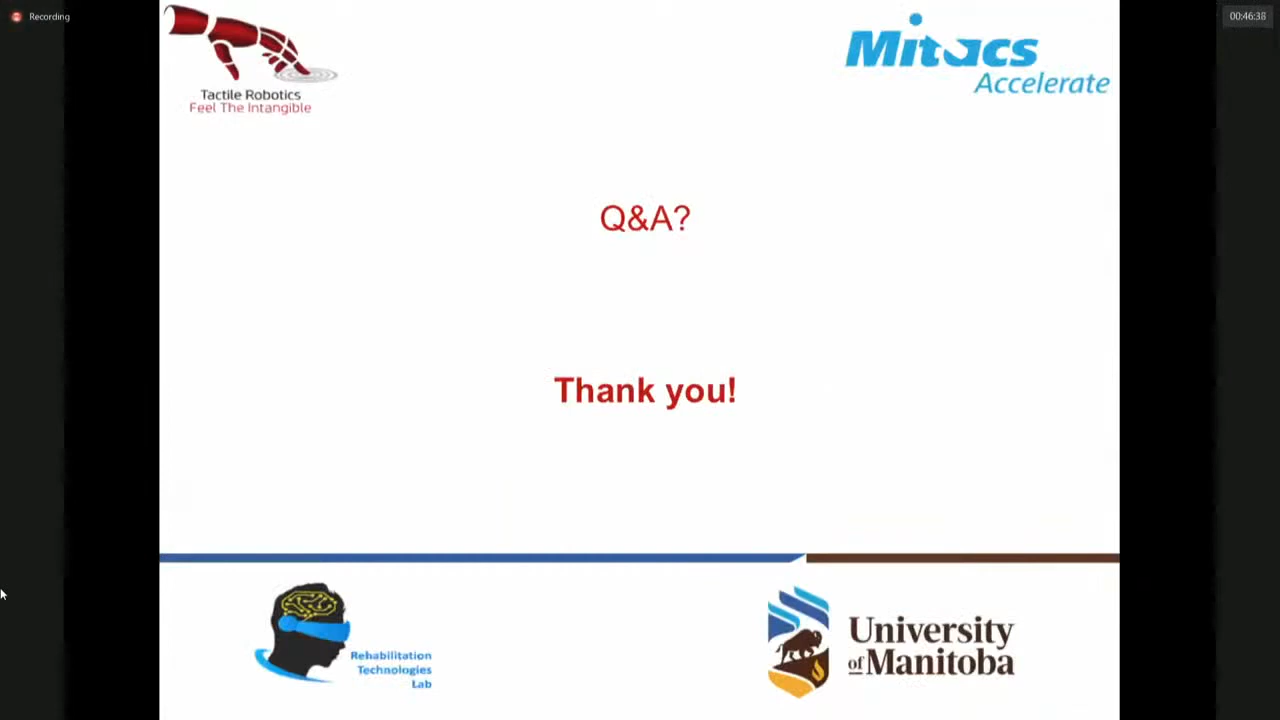 Recording
00:46:38
Tactile Robotics
Feel The Intangible
Mitacs
Accelerate
Q&A?
Thank you!
Rehabilitation
Technologies
Lab
University
of Manitoba